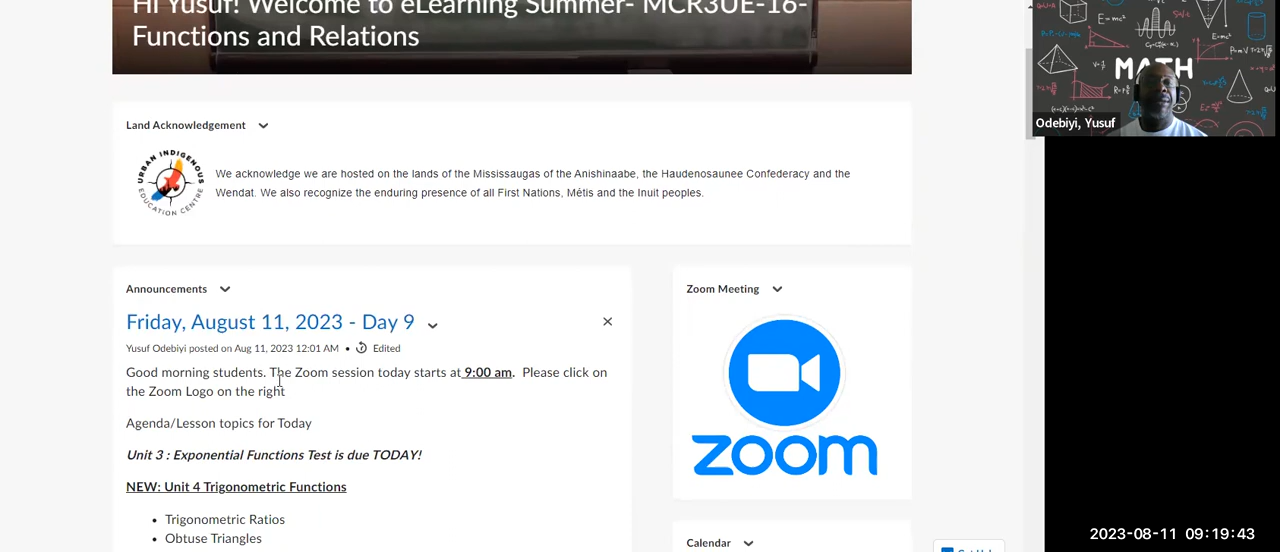 Hi Yusuf! Welcome to eLearning Summer- MCR3UE-16-
Functions and Relations
Land Acknowledgement
URBAN INDIGENOUS
EDUCATION CENTRE
We acknowledge we are hosted on the lands of the Mississaugas of the Anishinaabe, the Haudenosaunee Confederacy and the
Wendat. We also recognize the enduring presence of all First Nations, Métis and the Inuit peoples.
Announcements
Friday, August 11, 2023 - Day 9
Yusuf Odebiyi posted on Aug 11, 2023 12:01 AM • Edited
Good morning students. The Zoom session today starts at 9:00 am. Please click on
the Zoom Logo on the right
Agenda/Lesson topics for Today
Unit 3 : Exponential Functions Test is due TODAY!
NEW: Unit 4 Trigonometric Functions
• Trigonometric Ratios
• Obtuse Triangles
Zoom Meeting
zoom
Calendar
E=mc²
MATH
Odebiyi, Yusuf
2023-08-11 09:19:43